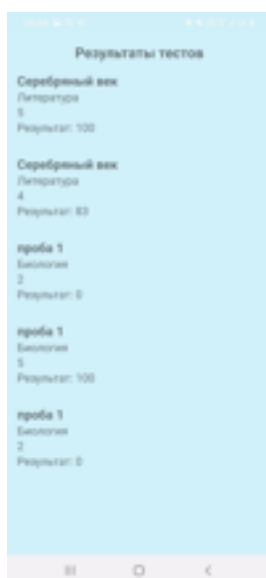 Результаты тестов
Серебряный век
Литература
5
Результат: 100
Серебряный век
Литература
4
Результат: 83
проба 1
Биология
2
Результат: 0
проба 1
Биология
5
Результат: 100
проба 1
Биология
2
Результат: 0